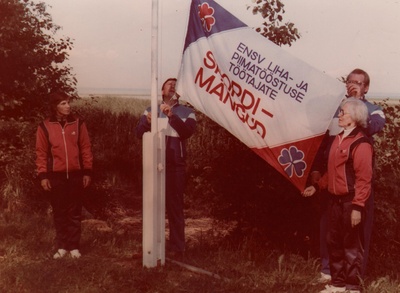 ENSV LIHA- JA
PIIMATÖÖSTUSE
TÖÖTAJATE
SPORDI-
MÄNGUD